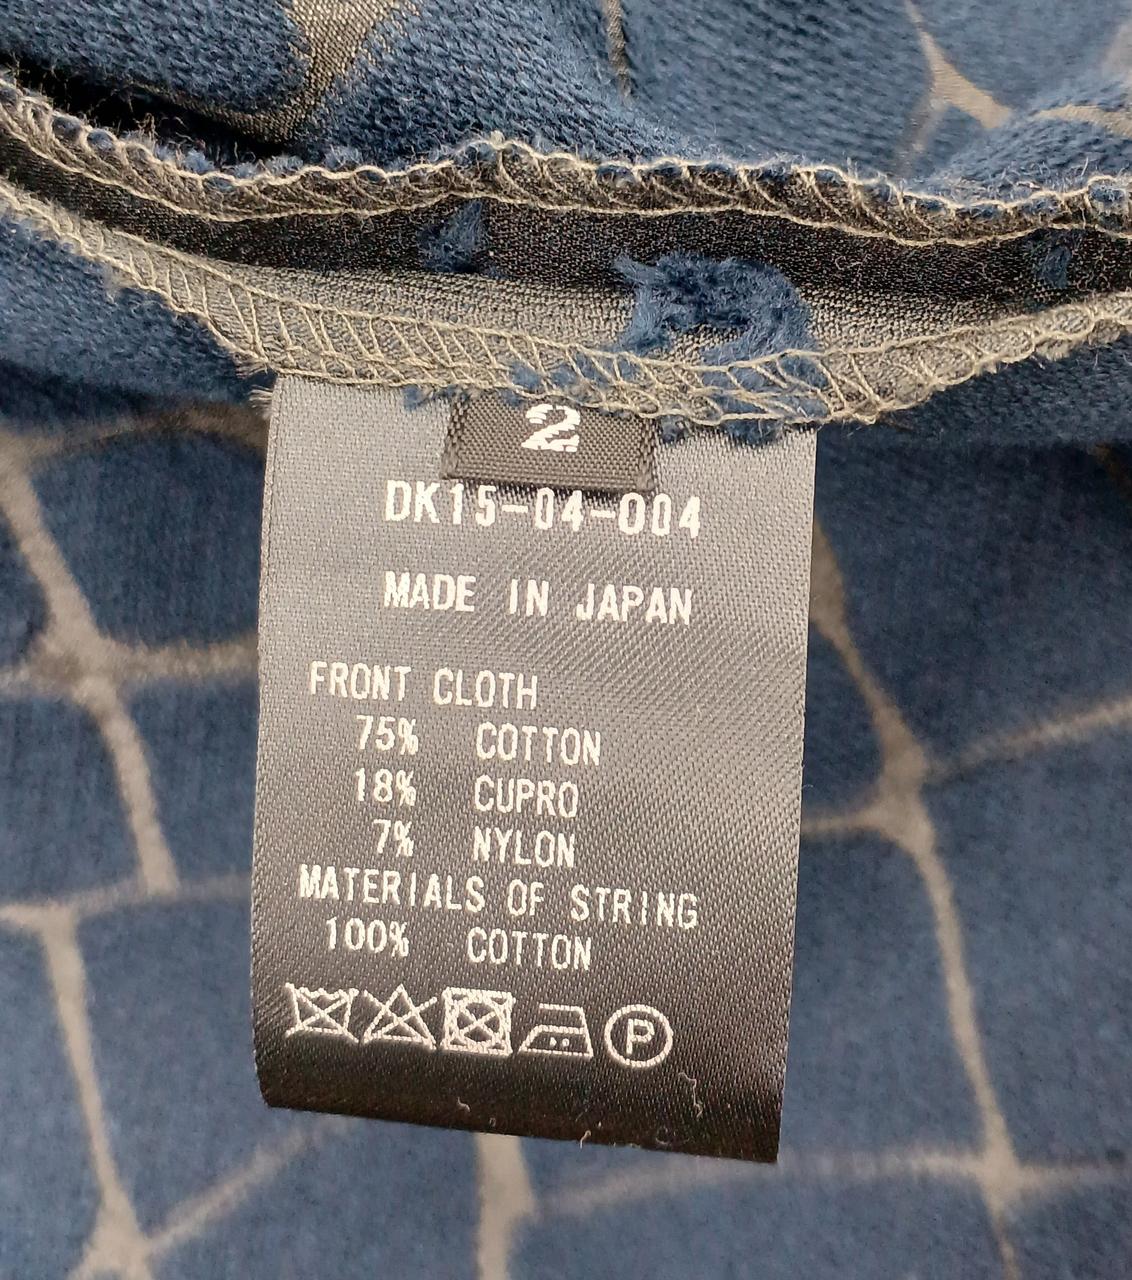 2
DK15-04-004
MADE IN JAPAN
FRONT CLOTH
75% COTTON
18% CUPRO
7% NYLON
MATERIALS OF STRING
100% COTTON
P